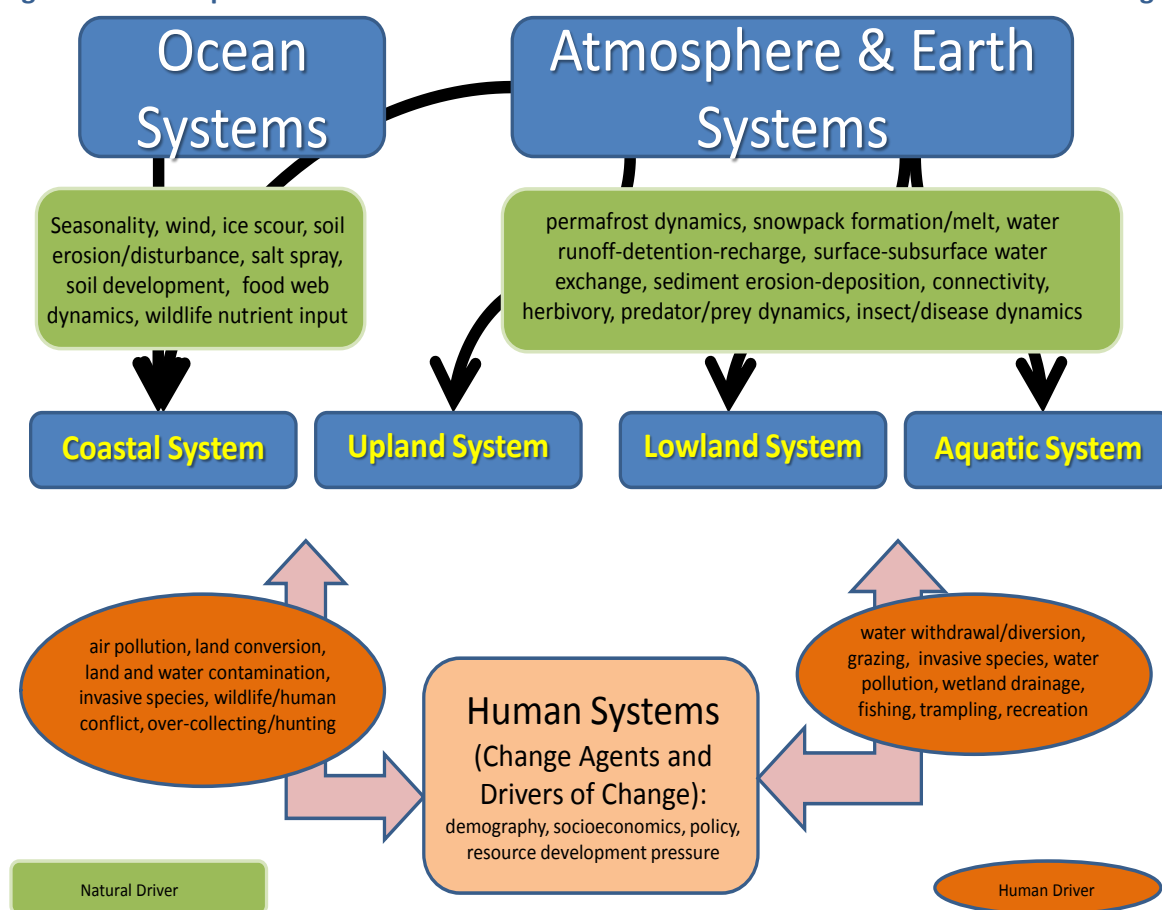 Ocean
Systems
Atmosphere & Earth
Systems
Seasonality, wind, ice scour, soil
erosion/disturbance, salt spray,
soil development, food web
dynamics, wildlife nutrient input
permafrost dynamics, snowpack formation/melt, water
runoff-detention-recharge, surface-subsurface water
exchange, sediment erosion-deposition, connectivity,
herbivory, predator/prey dynamics, insect/disease dynamics
Coastal System
Upland System
Lowland System
Aquatic System
air pollution, land conversion,
land and water contamination,
invasive species, wildlife/human
conflict, over-collecting/hunting
water withdrawal/diversion,
grazing, invasive species, water
pollution, wetland drainage,
fishing, trampling, recreation
Human Systems
(Change Agents and
Drivers of Change):
demography, socioeconomics, policy,
resource development pressure
Natural Driver
Human Driver